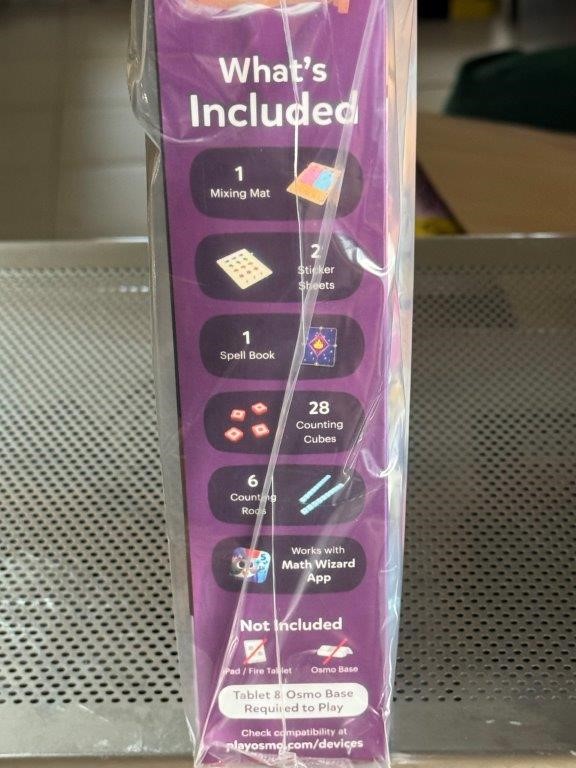 What's
Included
1
Mixing Mat
2
Sticker
Sheets
1
Spell Book
28
Counting
Cubes
6
Counting
Rods
Works with
Math Wizard
App
Not Included
iPad / Fire Tablet
Osmo Base
Tablet & Osmo Base
Required to Play
Check compatibility at
playosmo.com/devices